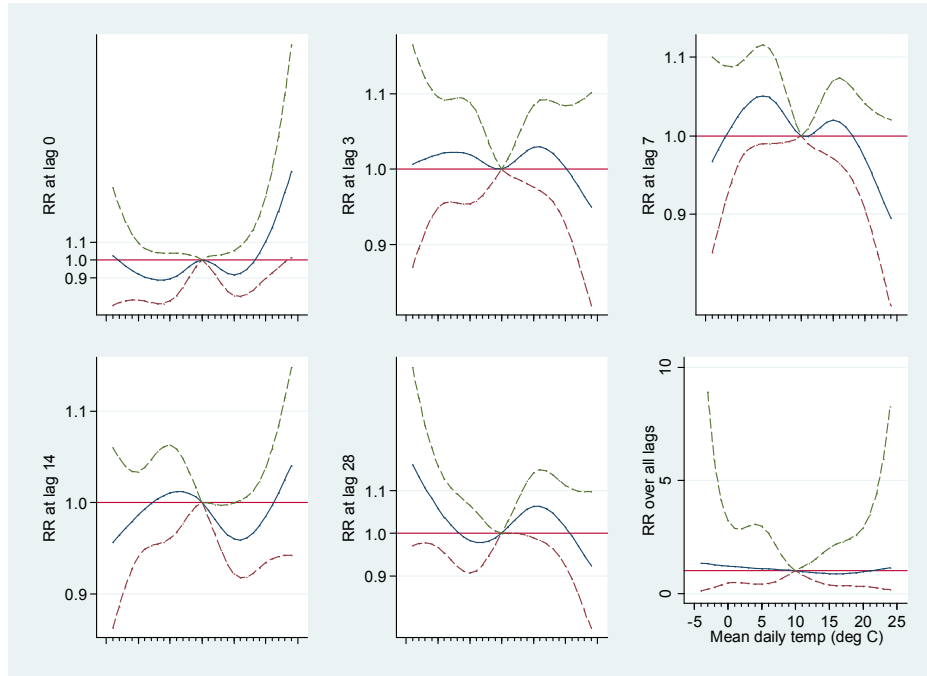 RR at lag 0
1.1
1.0
0.9
RR at lag 3
1.1
1.0
0.9
RR at lag 7
1.1
1.0
0.9
RR at lag 14
1.1
1.0
0.9
RR at lag 28
1.1
1.0
0.9
RR over all lags
10
5
0
-5 0 5 10 15 20 25
Mean daily temp (deg C)